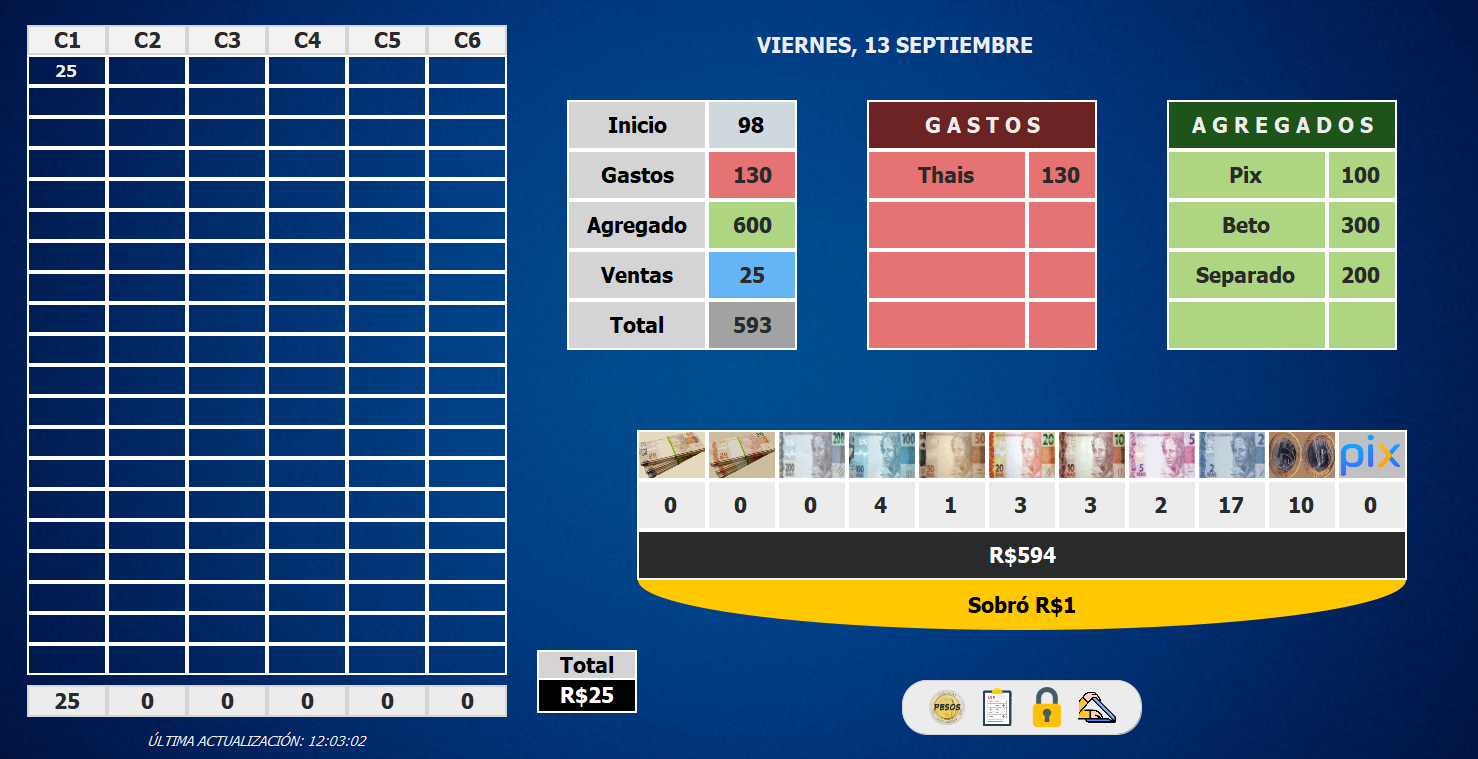 C1 C2 C3 C4 C5 C6
25
25 0 0 0 0 0
ÚLTIMA ACTUALIZACIÓN: 12:03:02
Total
R$25
VIERNES, 13 SEPTIEMBRE
Inicio 98
Gastos 130
Agregado 600
Ventas 25
Total 593
GASTOS
Thais 130
AGREGADOS
Pix 100
Beto 300
Separado 200
200 100 50 20 10 5 2 pix
0 0 0 4 1 3 3 2 17 10 0
R$594
Sobró R$1
PESOS